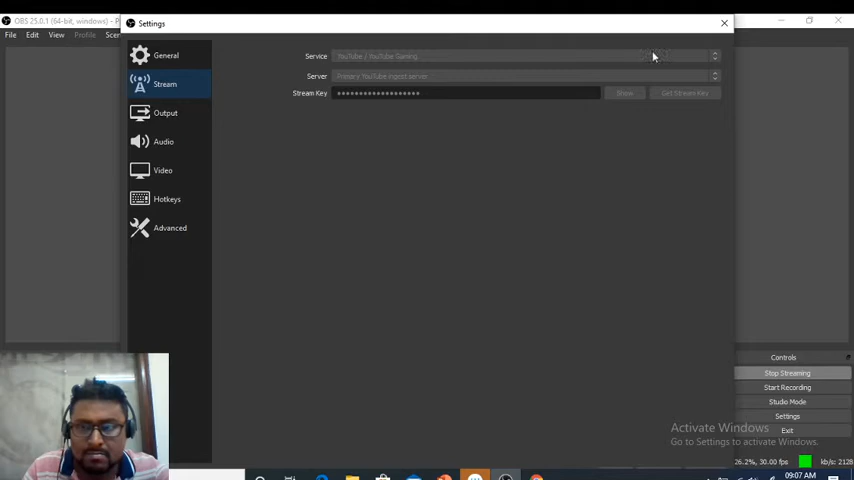 OBS 25.0.1 (64-bit, windows) - P
Settings
File Edit View Profile Scen
General
Stream
Output
Audio
Video
Hotkeys
Advanced
Service YouTube / YouTube Gaming
Server Primary YouTube ingest server
Stream Key ••••••••••••••••••• Show Get Stream Key
Controls
Stop Streaming
Start Recording
Studio Mode
Settings
Exit
Activate Windows
Go to Settings to activate Windows.
26.2%, 30.00 fps kb/s: 2128
09:07 AM